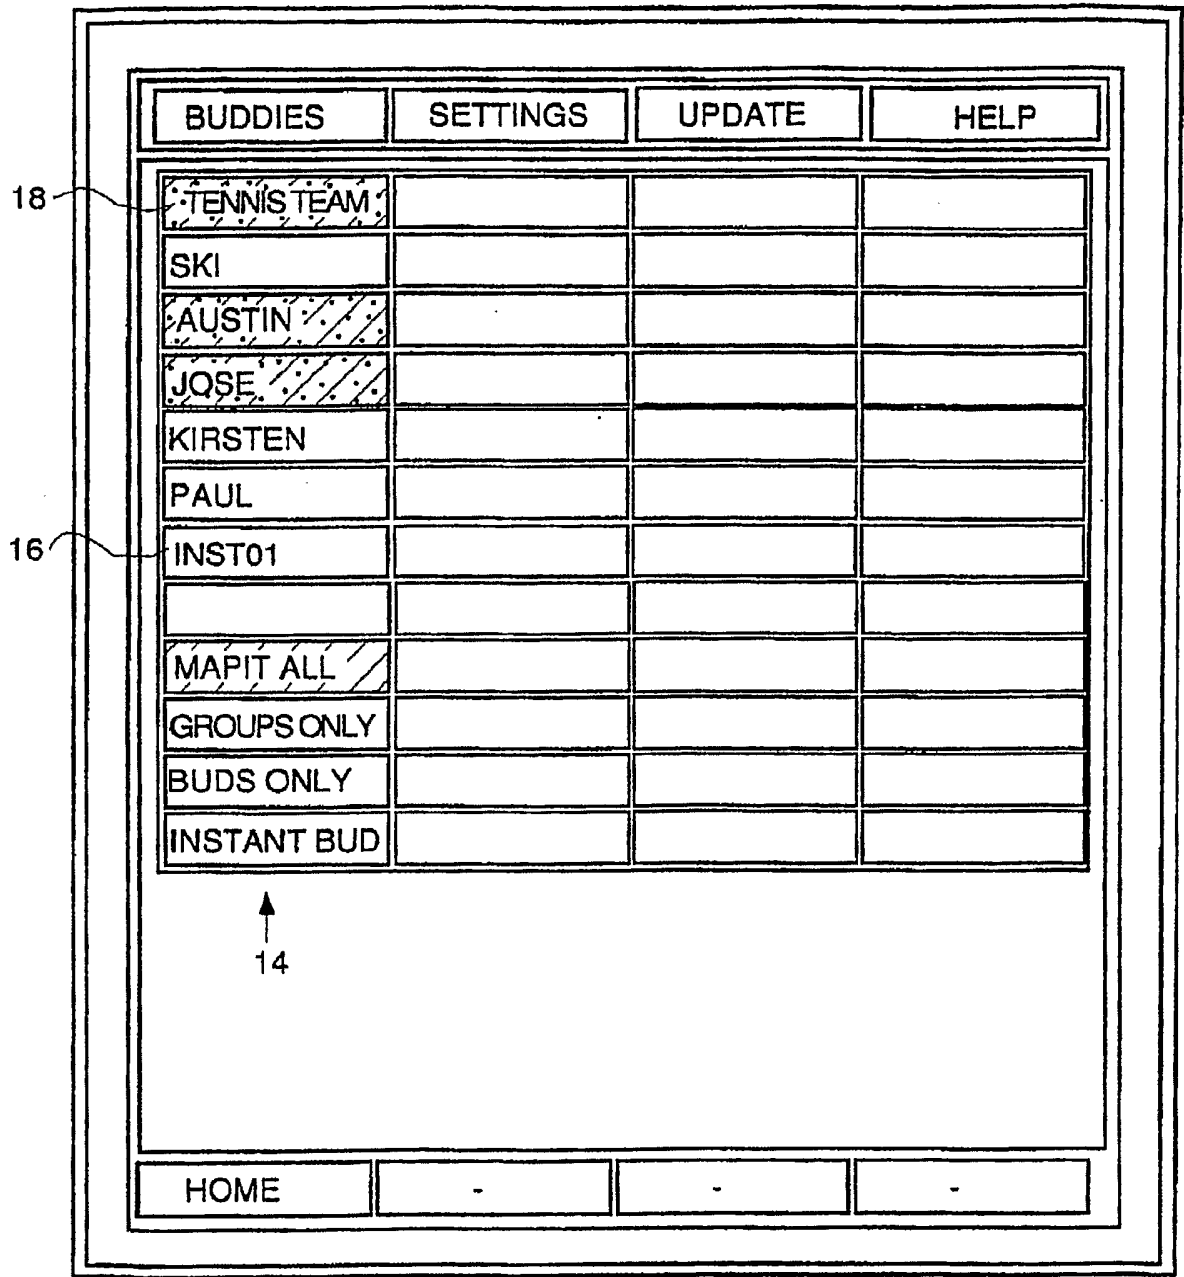 BUDDIES SETTINGS UPDATE HELP
18 TENNIS TEAM
SKI
AUSTIN
JOSE
KIRSTEN
PAUL
16 INST01
MAPIT ALL
GROUPS ONLY
BUDS ONLY
INSTANT BUD
14
HOME - - -